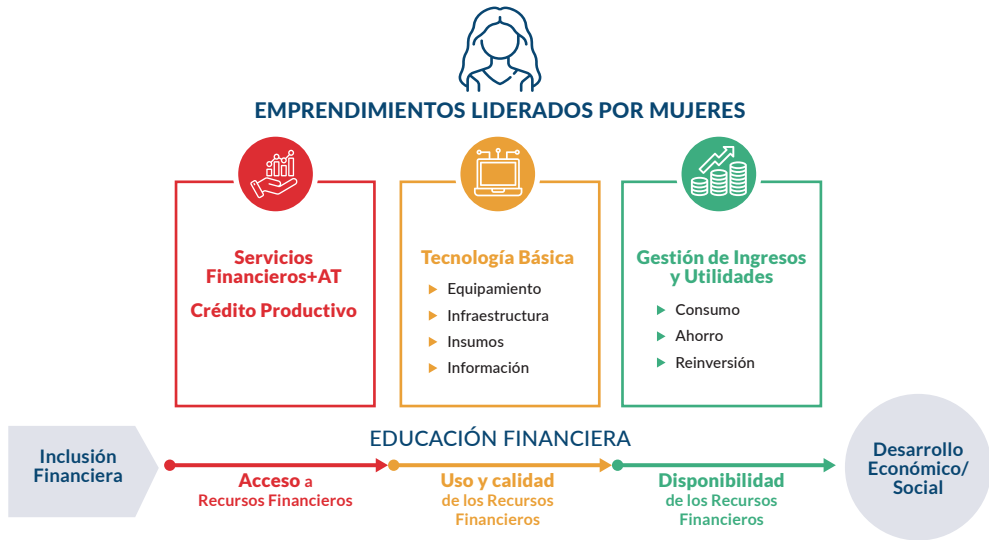 EMPRENDIMIENTOS LIDERADOS POR MUJERES
Servicios
Financieros+AT
Crédito Productivo
Tecnología Básica
Equipamiento
Infraestructura
Insumos
Información
Gestión de Ingresos
y Utilidades
Consumo
Ahorro
Reinversión
Inclusión
Financiera
EDUCACIÓN FINANCIERA
Acceso a
Recursos Financieros
Uso y calidad
de los Recursos
Financieros
Disponibilidad
de los Recursos
Financieros
Desarrollo
Económico/
Social